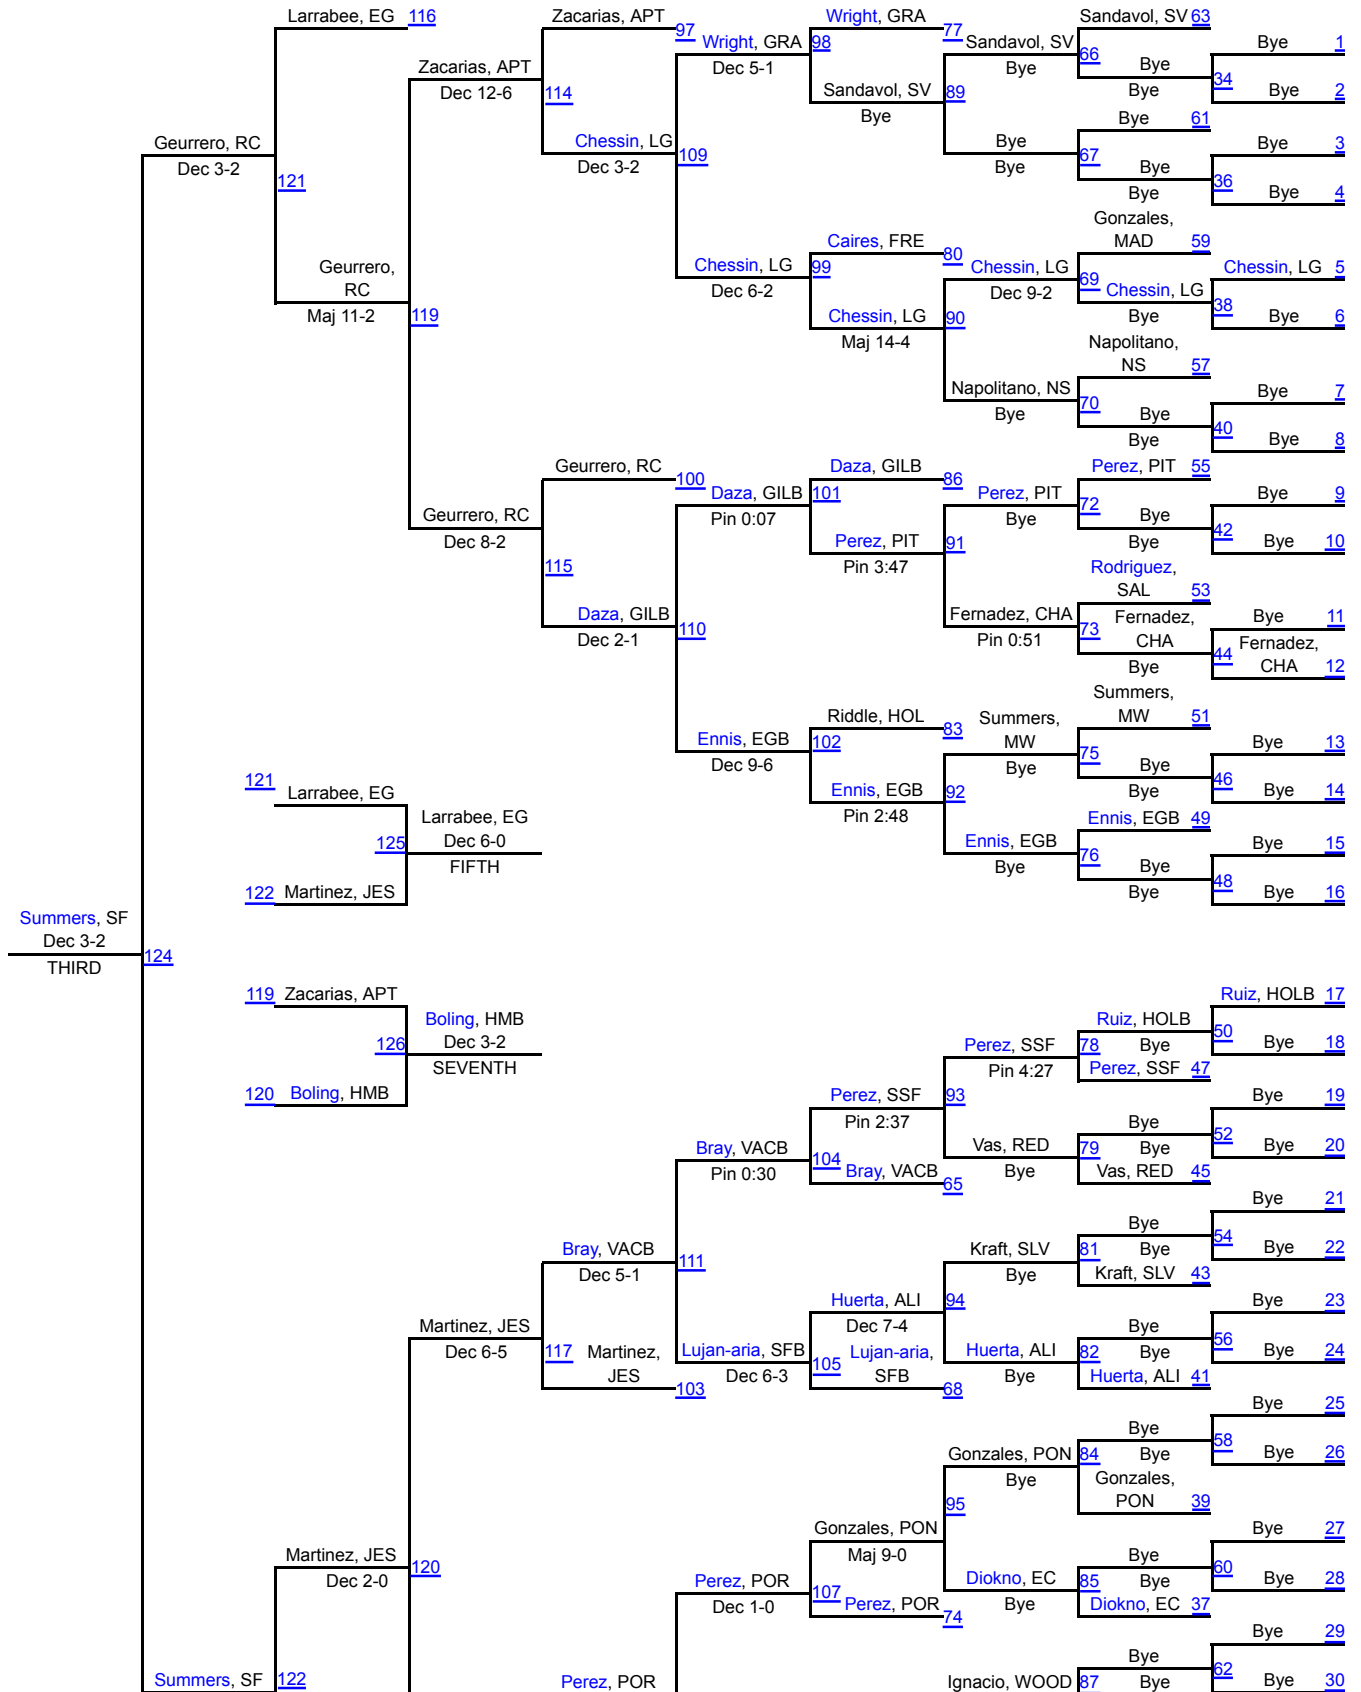 Larrabee, EG 116
Zacarias, APT
97
Wright, GRA
77
Sandavol, SV 63
Wright, GRA
98
Dec 5-1
Sandavol, SV
66
Bye
Bye 1
Bye
Bye
34
Bye 2
Zacarias, APT
Dec 12-6
114
Sandavol, SV
89
Bye
Bye 61
Bye 3
Geurrero, RC
Dec 3-2
121
Chessin, LG
109
Dec 3-2
Bye
67
Bye
Bye
Bye
36
Bye 4
Gonzales,
MAD 59
Caires, FRE
80
Geurrero,
RC
Maj 11-2
119
Chessin, LG
99
Dec 6-2
Chessin, LG
69
Dec 9-2
Chessin, LG
Bye
Chessin, LG 5
38
Bye 6
Chessin, LG
90
Maj 14-4
Napolitano,
NS 57
Napolitano, NS
70
Bye
Bye
Bye
Bye 7
40
Bye 8
Geurrero, RC
100
Daza, GILB
86
Perez, PIT 55
Daza, GILB
101
Pin 0:07
Perez, PIT
72
Bye
Bye
Bye
Bye 9
42
Bye 10
Geurrero, RC
Dec 8-2
115
Perez, PIT
91
Pin 3:47
Rodriguez,
SAL 53
Daza, GILB
110
Dec 2-1
Fernadez, CHA
73
Pin 0:51
Fernadez,
CHA
Bye
Bye 11
44
Fernadez,
CHA 12
Summers,
MW 51
Riddle, HOL
83
Ennis, EGB
102
Dec 9-6
Summers,
MW
75
Bye
Bye
Bye
Bye 13
46
Bye 14
Ennis, EGB
92
Pin 2:48
Ennis, EGB 49
Ennis, EGB
76
Bye
Bye
Bye
Bye 15
48
Bye 16
121
Larrabee, EG
125
Larrabee, EG
Dec 6-0
FIFTH
122 Martinez, JES
Summers, SF
Dec 3-2
THIRD
124
119 Zacarias, APT
126
Boling, HMB
Dec 3-2
SEVENTH
120 Boling, HMB
Ruiz, HOLB 17
Ruiz, HOLB
50
Bye
Bye 18
Perez, SSF
78
Pin 4:27
Perez, SSF 47
Perez, SSF
93
Pin 2:37
Bye 19
Bye
52
Bye
Bye 20
Vas, RED
79
Bye
Vas, RED 45
Bray, VACB
104
Pin 0:30
Bray, VACB
65
Bye 21
Bye
54
Bye
Bye 22
Bray, VACB
111
Dec 5-1
Kraft, SLV
81
Bye
Kraft, SLV 43
Huerta, ALI
94
Dec 7-4
Bye 23
Bye
56
Bye
Bye 24
Martinez, JES
Dec 6-5
117
Martinez,
JES
103
Lujan-aria, SFB
105
Dec 6-3
Lujan-aria,
SFB
68
Huerta, ALI
82
Bye
Huerta, ALI 41
Bye 25
Bye
58
Bye
Bye 26
Gonzales, PON
84
Bye
Gonzales,
PON 39
95
Gonzales, PON
Maj 9-0
Bye 27
Bye
60
Bye
Bye 28
Martinez, JES
120
Dec 2-0
Perez, POR
107
Dec 1-0
Perez, POR
74
Diokno, EC
85
Bye
Diokno, EC 37
Bye 29
Bye
62
Bye
Bye 30
Summers, SF 122
Perez, POR
Ignacio, WOOD 87